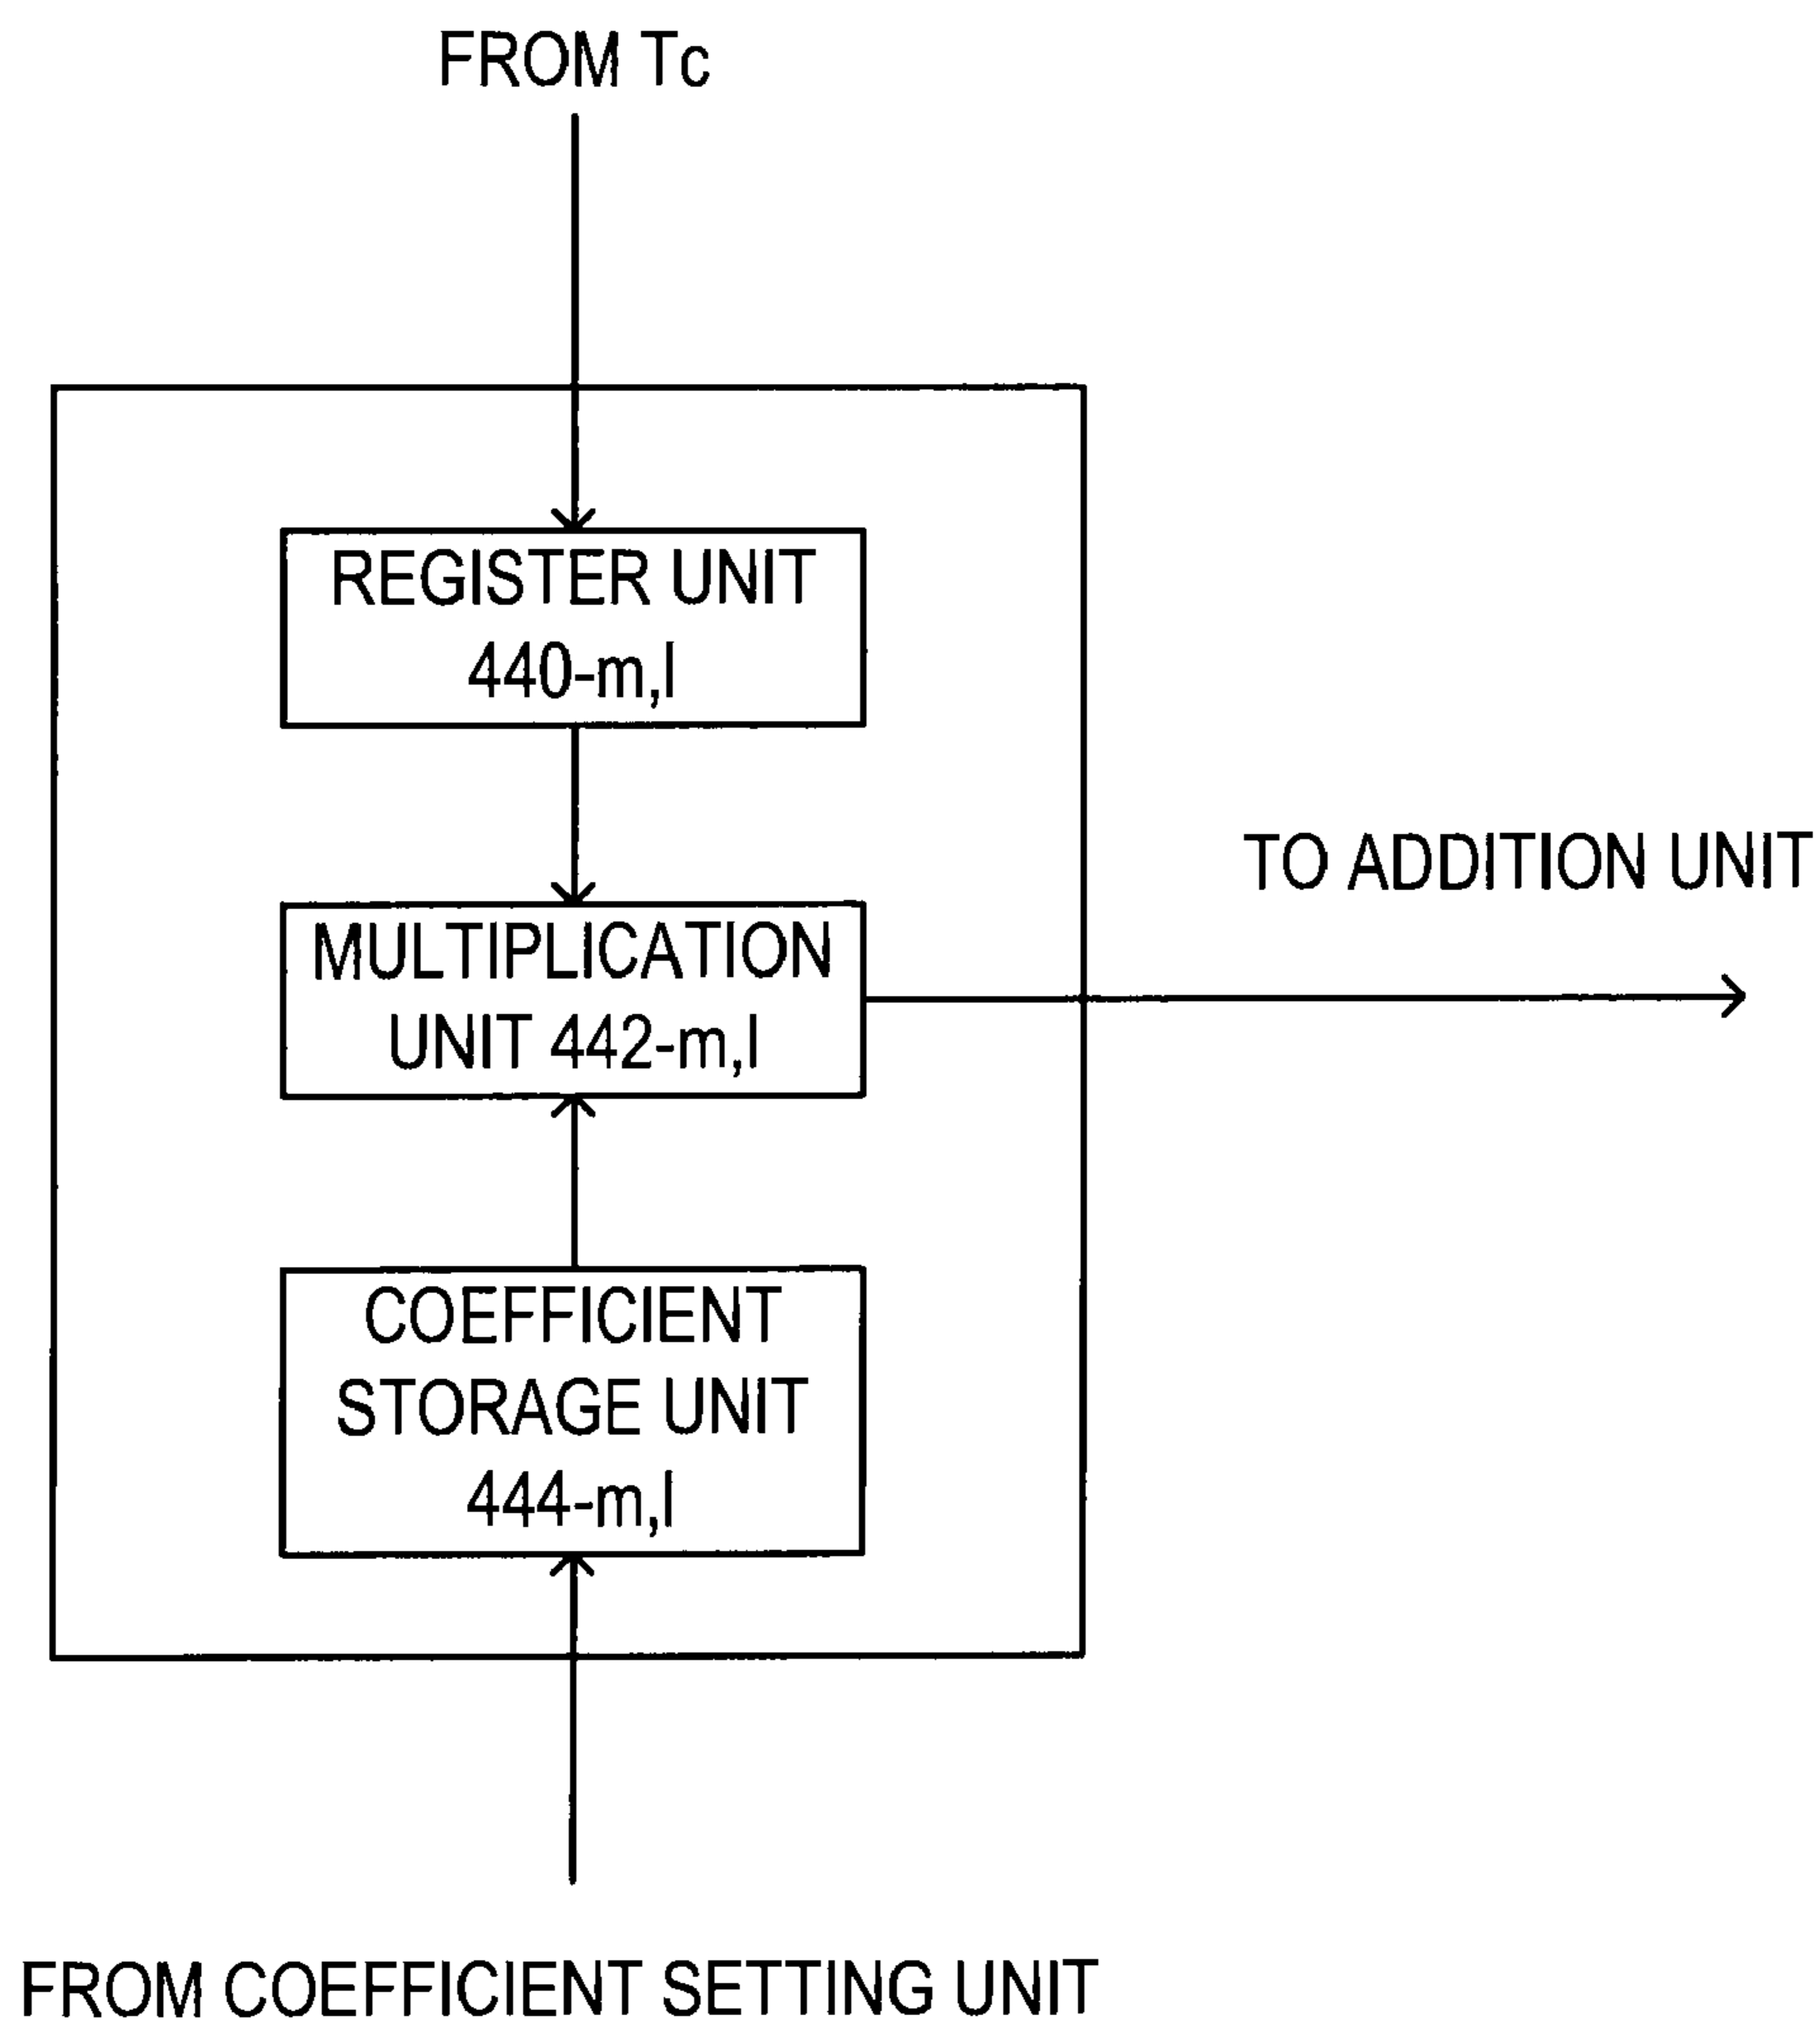 FROM Tc
REGISTER UNIT
440-m,l
TO ADDITION UNIT
MULTIPLICATION
UNIT 442-m,l
COEFFICIENT
STORAGE UNIT
444-m,l
FROM COEFFICIENT SETTING UNIT